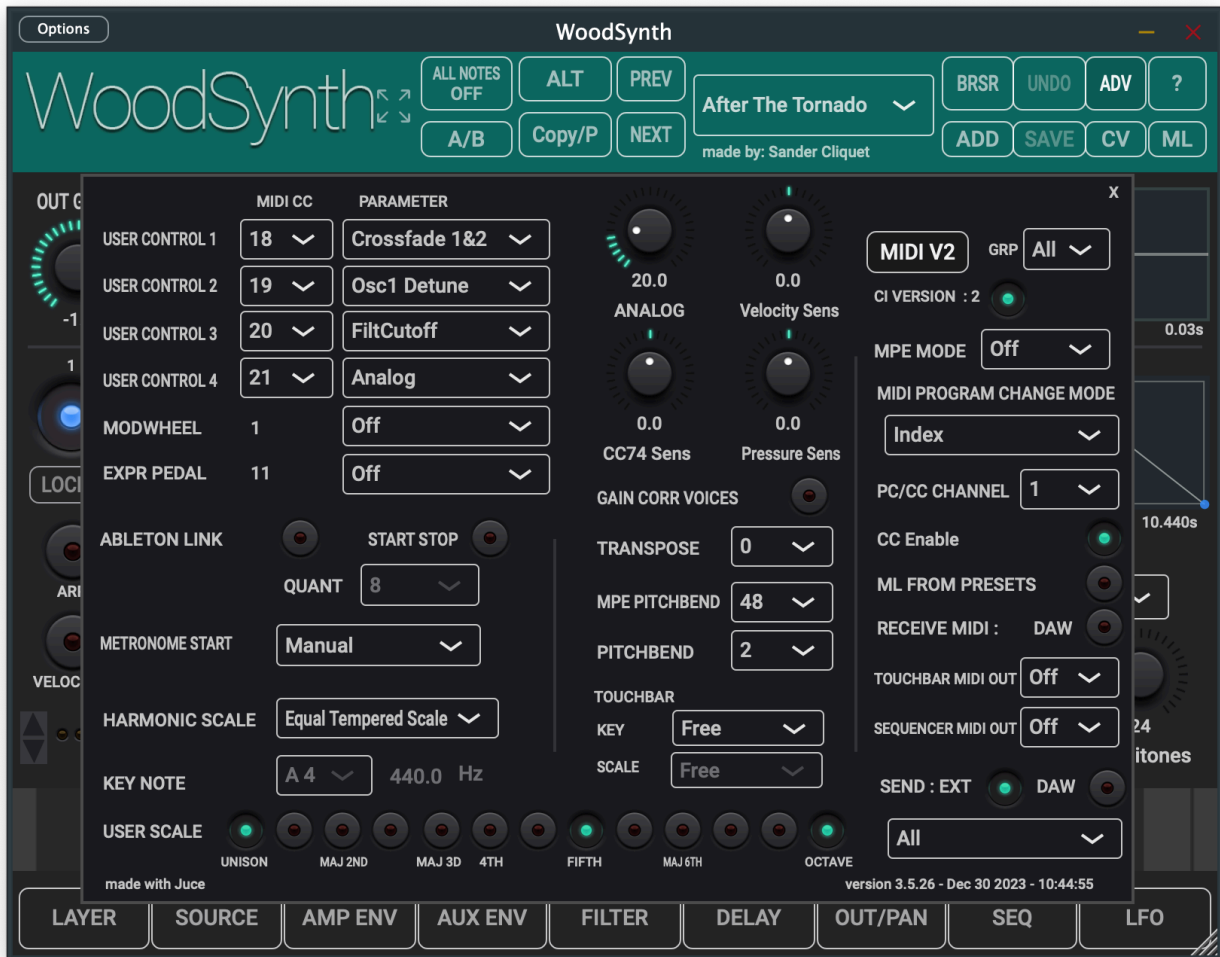 Options
WoodSynth
WoodSynth
ALL NOTES OFF
ALT
PREV
After The Tornado
BRSR
UNDO
ADV
?
A/B
Copy/P
NEXT
made by: Sander Cliquet
ADD
SAVE
CV
ML
OUT G
-1
1
LOC
VELOC
MIDI CC
PARAMETER
X
USER CONTROL 1
18
Crossfade 1&2
USER CONTROL 2
19
Osc1 Detune
USER CONTROL 3
20
FiltCutoff
USER CONTROL 4
21
Analog
MODWHEEL
1
Off
EXPR PEDAL
11
Off
ABLETON LINK
START STOP
QUANT
8
METRONOME START
Manual
HARMONIC SCALE
Equal Tempered Scale
KEY NOTE
A 4
440.0 Hz
USER SCALE
UNISON
MAJ 2ND
MAJ 3D
4TH
FIFTH
MAJ 6TH
OCTAVE
20.0
ANALOG
0.0
Velocity Sens
0.0
CC74 Sens
0.0
Pressure Sens
GAIN CORR VOICES
TRANSPOSE
0
MPE PITCHBEND
48
PITCHBEND
2
TOUCHBAR
KEY
Free
SCALE
Free
MIDI V2
GRP
All
CI VERSION : 2
MPE MODE
Off
MIDI PROGRAM CHANGE MODE
Index
PC/CC CHANNEL
1
CC Enable
ML FROM PRESETS
RECEIVE MIDI :
DAW
TOUCHBAR MIDI OUT
Off
SEQUENCER MIDI OUT
Off
SEND : EXT
DAW
All
made with Juce
version 3.5.26 - Dec 30 2023 - 10:44:55
0.03s
10.440s
24
itones
LAYER
SOURCE
AMP ENV
AUX ENV
FILTER
DELAY
OUT/PAN
SEQ
LFO